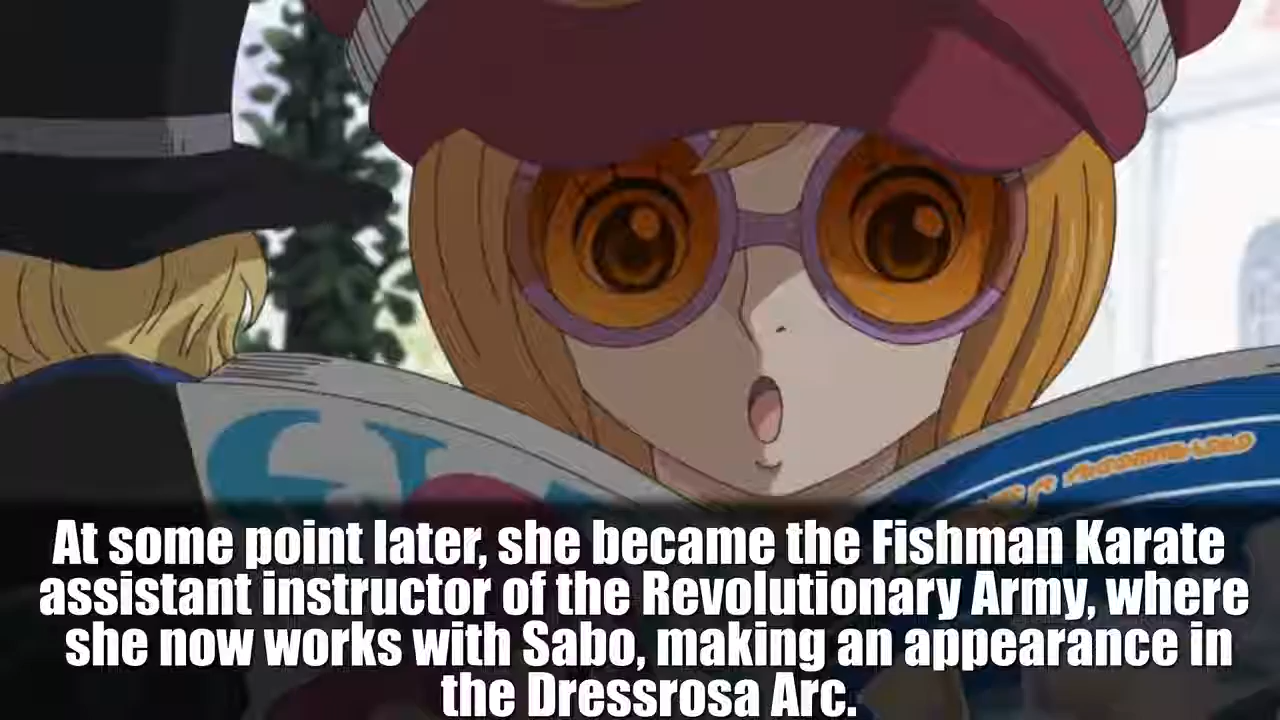 At some point later, she became the Fishman Karate
assistant instructor of the Revolutionary Army, where
she now works with Sabo, making an appearance in
the Dressrosa Arc.